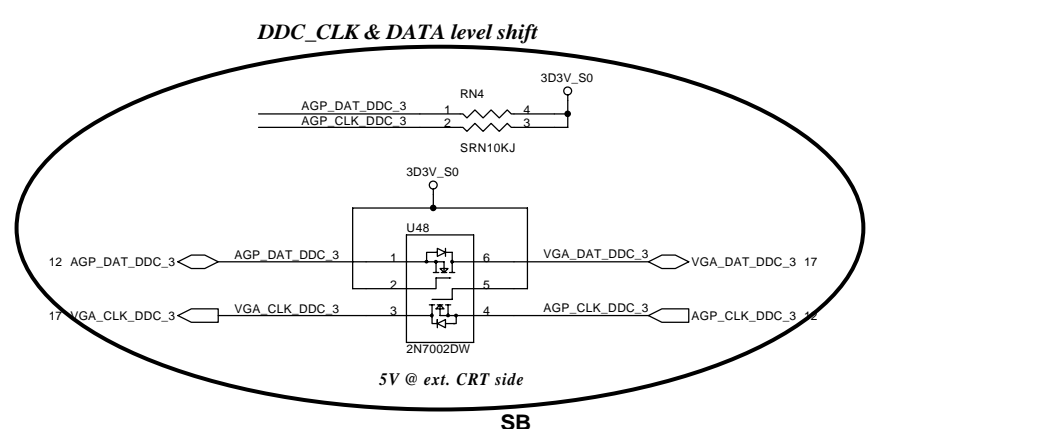 DDC_CLK & DATA level shift
3D3V_S0
RN4
AGP_DAT_DDC_3 1 4
AGP_CLK_DDC_3 2 3
SRN10KJ
3D3V_S0
U48
12 AGP_DAT_DDC_3 AGP_DAT_DDC_3 1 6 VGA_DAT_DDC_3 VGA_DAT_DDC_3 17
2 5
17 VGA_CLK_DDC_3 VGA_CLK_DDC_3 3 4 AGP_CLK_DDC_3 AGP_CLK_DDC_3 12
2N7002DW
5V @ ext. CRT side
SB